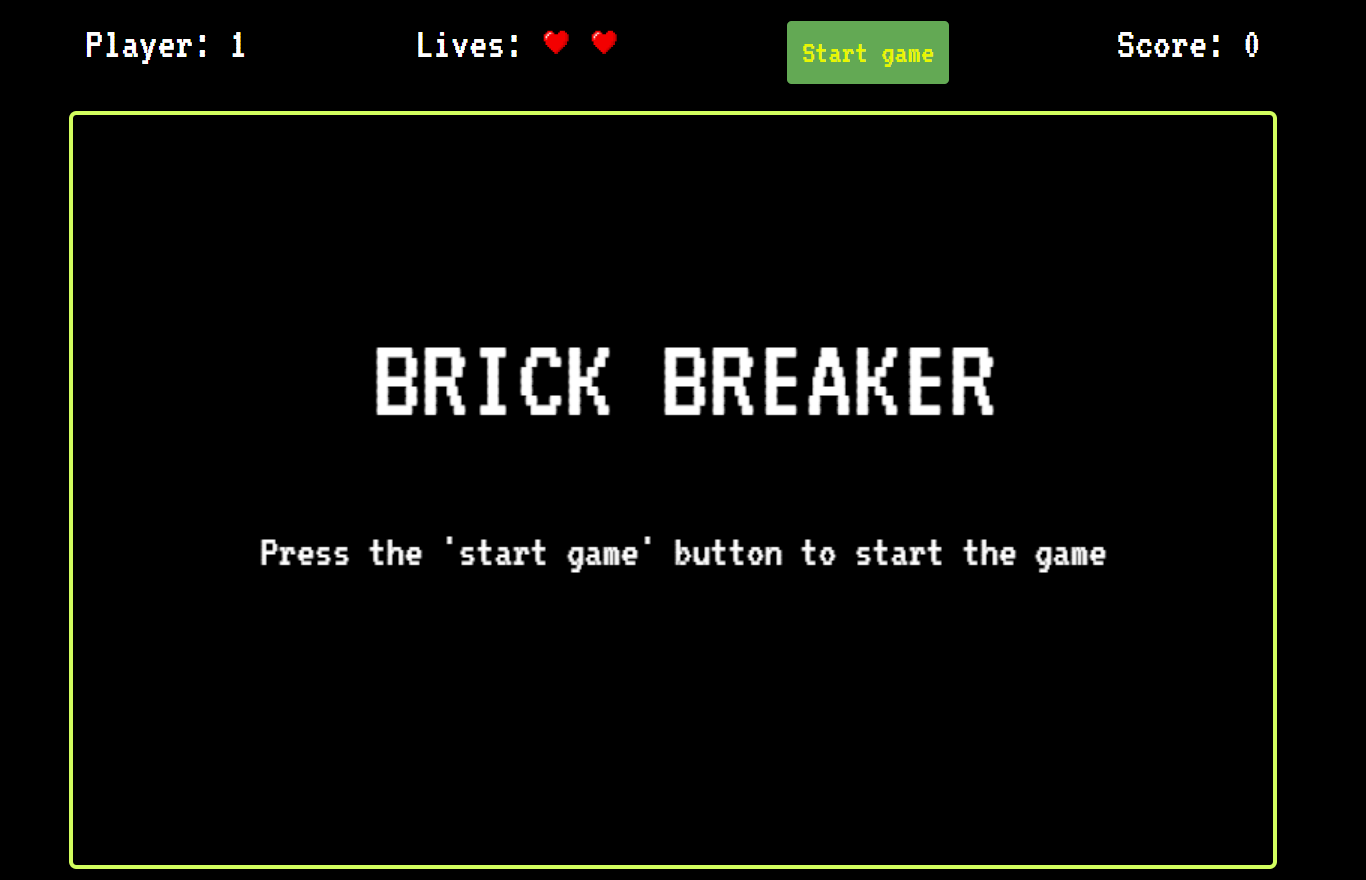 Player: 1 Lives: Start game Score: 0
BRICK BREAKER
Press the 'start game' button to start the game